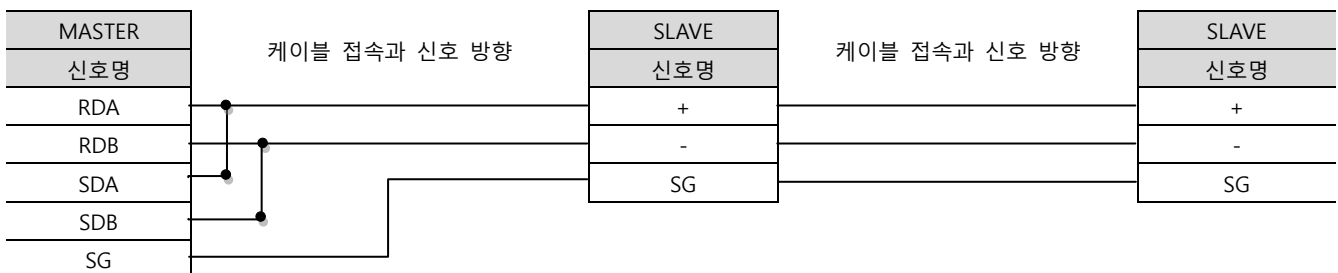 MASTER 케이블 접속과 신호 방향 SLAVE 케이블 접속과 신호 방향 SLAVE
신호명 신호명 신호명
RDA + +
RDB - -
SDA SG SG
SDB
SG